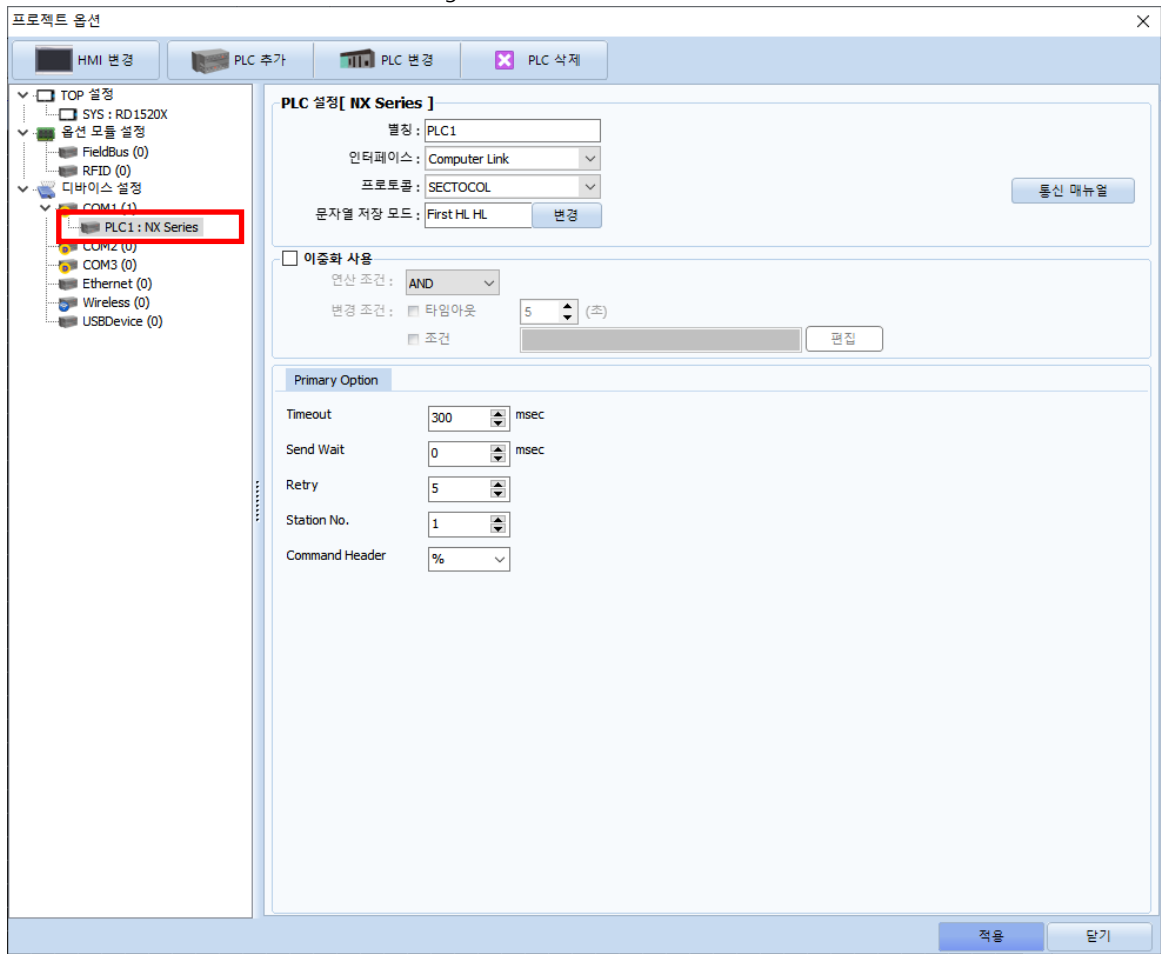 프로젝트 옵션
HMI 변경 PLC 추가 PLC 변경 PLC 삭제
TOP 설정
SYS : RD1520X
옵션 모듈 설정
FieldBus (0)
RFID (0)
디바이스 설정
COM1 (1)
PLC1 : NX Series
COM2 (0)
COM3 (0)
Ethernet (0)
Wireless (0)
USBDevice (0)
PLC 설정[ NX Series ]
별칭 : PLC1
인터페이스 : Computer Link
프로토콜 : SECTOCOL
통신 매뉴얼
문자열 저장 모드 : First HL HL 변경
이중화 사용
연산 조건 : AND
변경 조건 : 타임아웃 5 (초)
조건 편집
Primary Option
Timeout 300 msec
Send Wait 0 msec
Retry 5
Station No. 1
Command Header %
적용 닫기